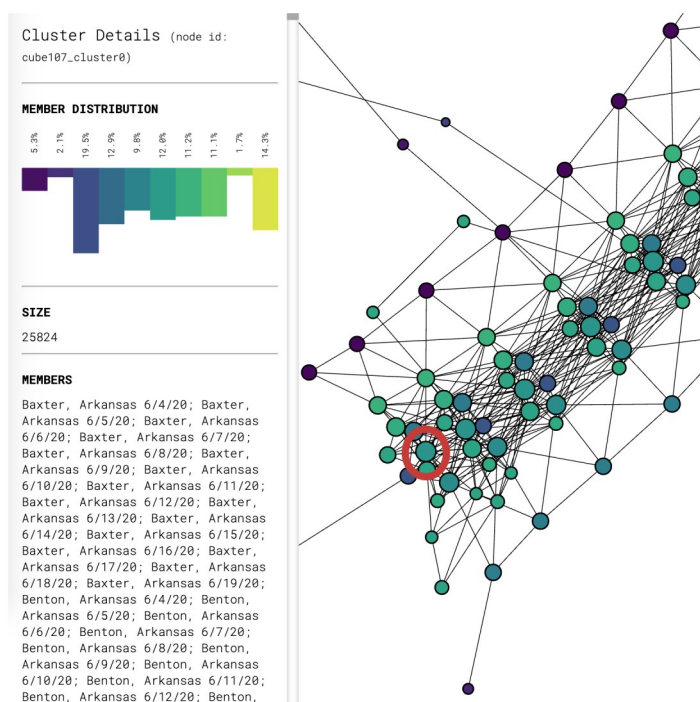 Cluster Details (node id:
cube107_cluster0)
MEMBER DISTRIBUTION
5.3% 2.1% 19.5% 12.9% 9.8% 12.0% 11.2% 11.1% 1.7% 14.3%
SIZE
25824
MEMBERS
Baxter, Arkansas 6/4/20; Baxter,
Arkansas 6/5/20; Baxter, Arkansas
6/6/20; Baxter, Arkansas 6/7/20;
Baxter, Arkansas 6/8/20; Baxter,
Arkansas 6/9/20; Baxter, Arkansas
6/10/20; Baxter, Arkansas 6/11/20;
Baxter, Arkansas 6/12/20; Baxter,
Arkansas 6/13/20; Baxter, Arkansas
6/14/20; Baxter, Arkansas 6/15/20;
Baxter, Arkansas 6/16/20; Baxter,
Arkansas 6/17/20; Baxter, Arkansas
6/18/20; Baxter, Arkansas 6/19/20;
Benton, Arkansas 6/4/20; Benton,
Arkansas 6/5/20; Benton, Arkansas
6/6/20; Benton, Arkansas 6/7/20;
Benton, Arkansas 6/8/20; Benton,
Arkansas 6/9/20; Benton, Arkansas
6/10/20; Benton, Arkansas 6/11/20;
Benton, Arkansas 6/12/20; Benton,